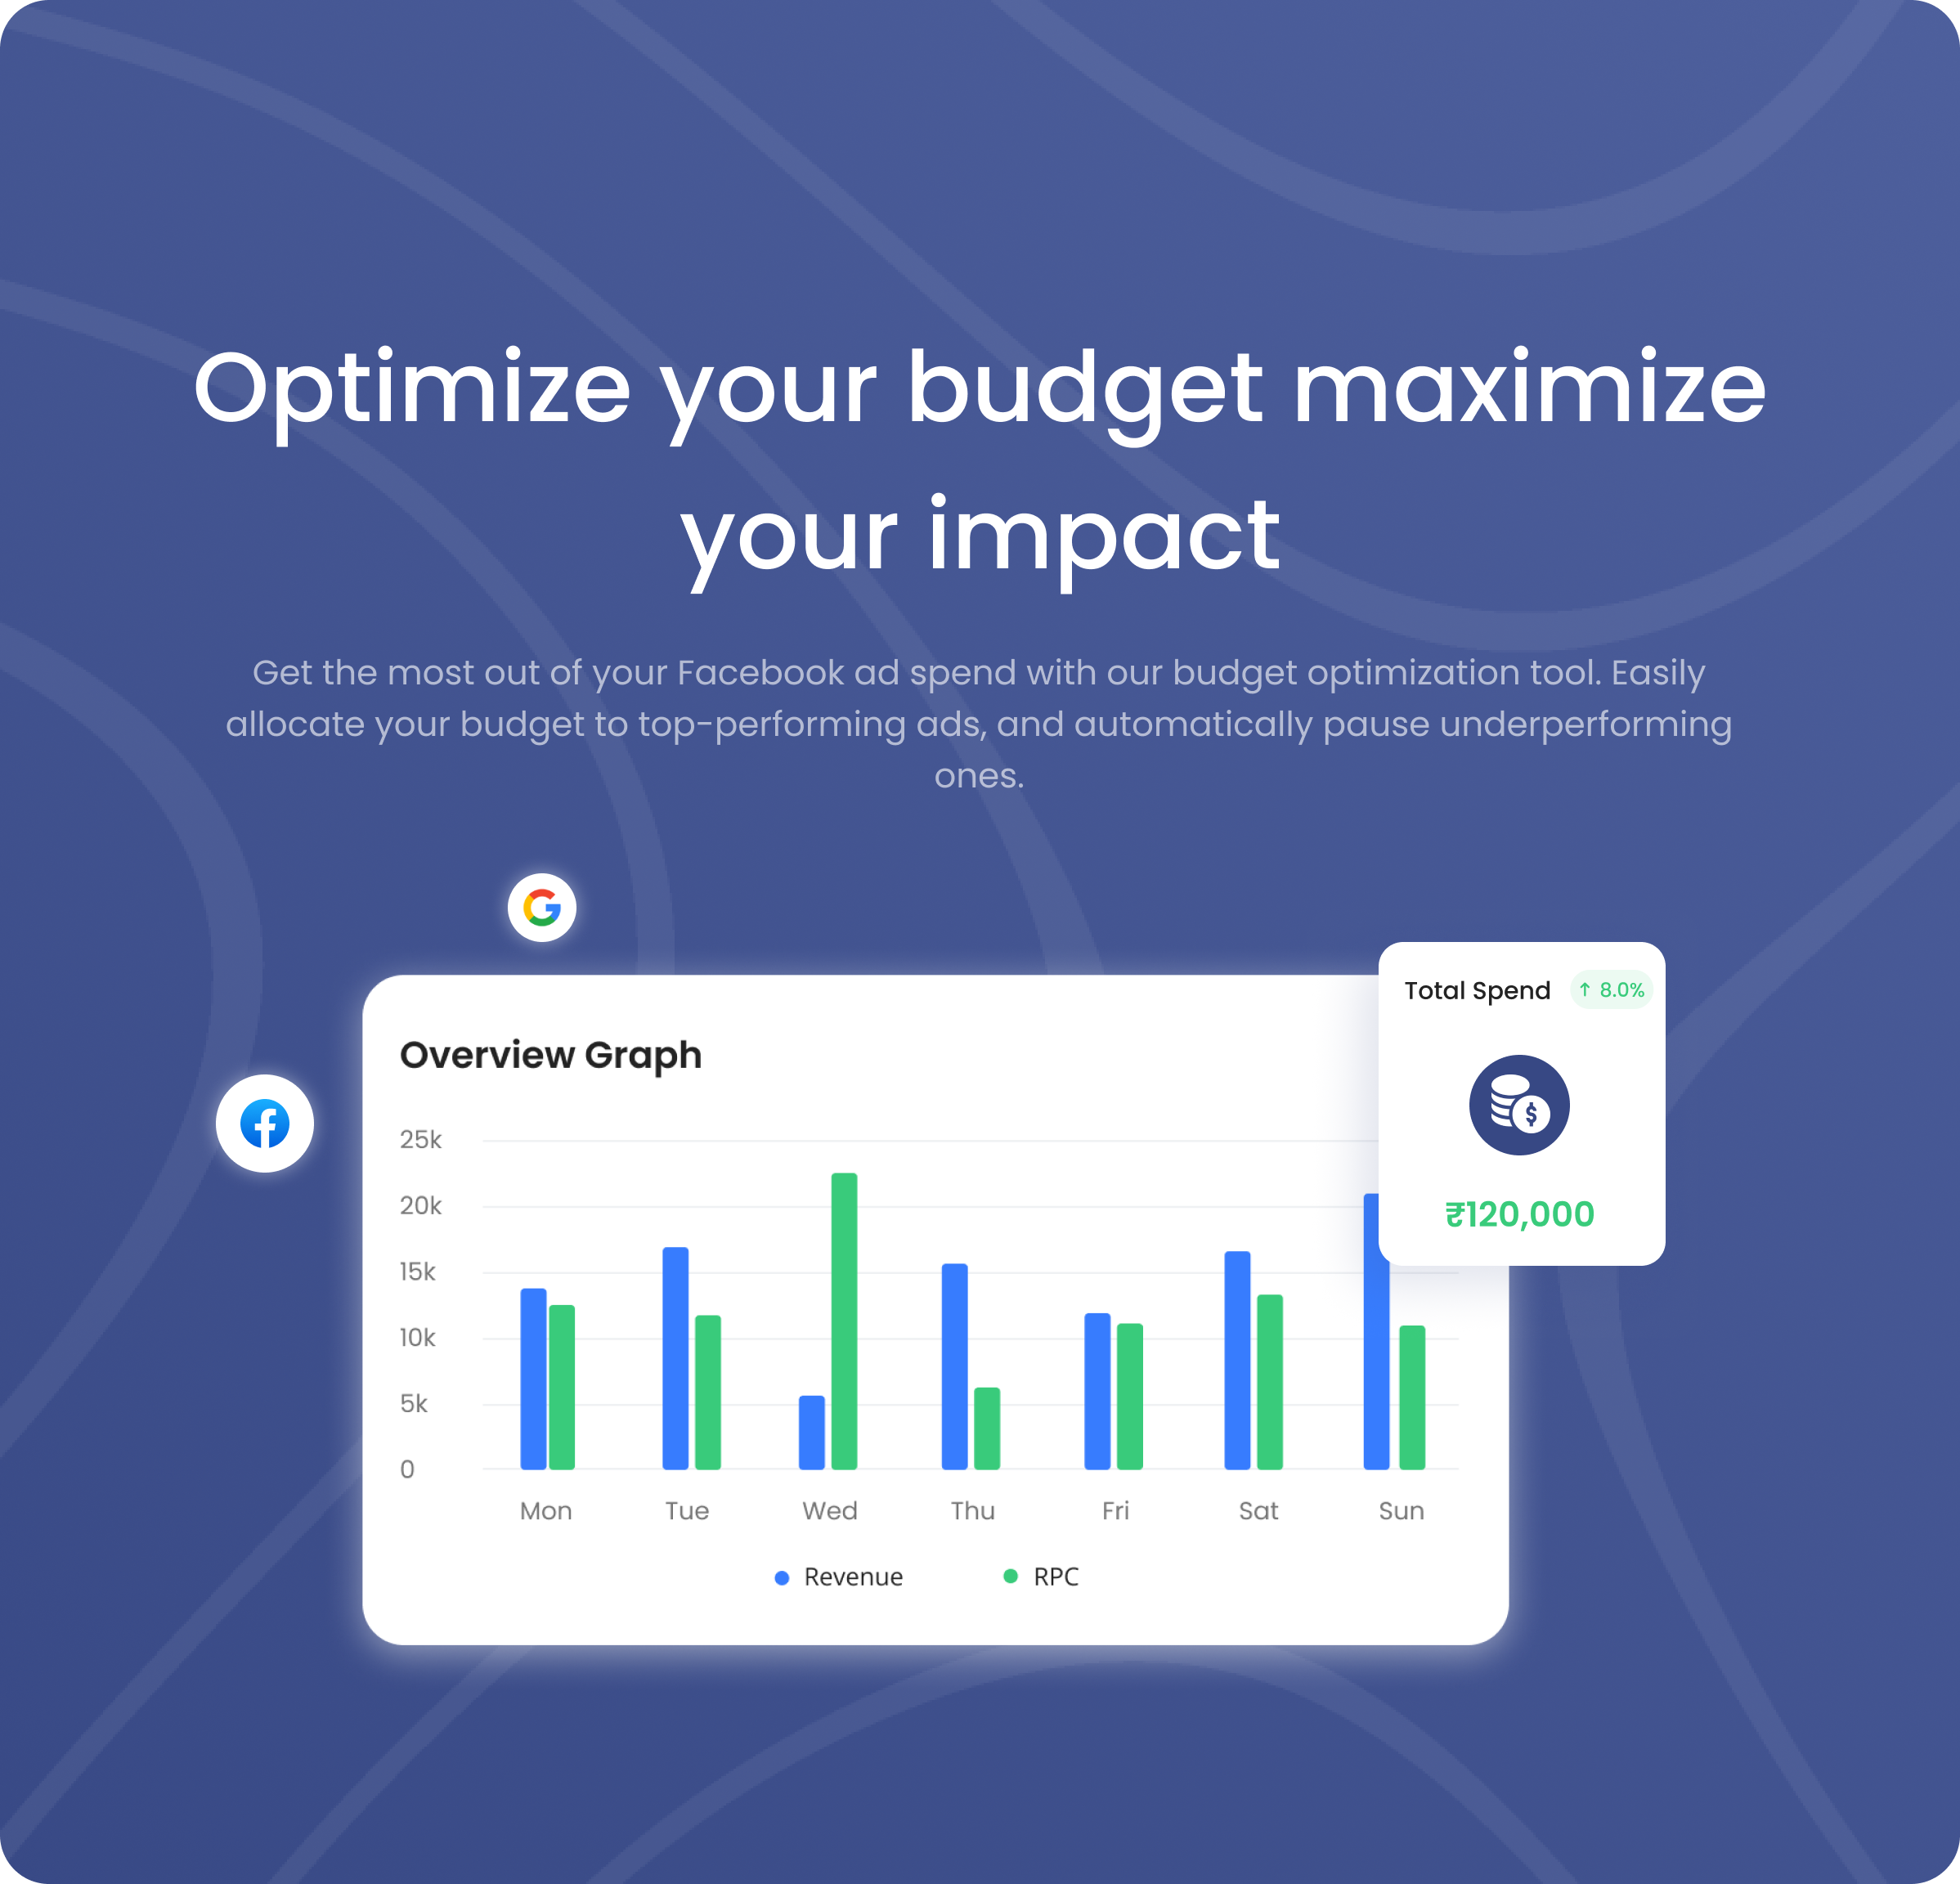 Optimize your budget maximize
your impact
Get the most out of your Facebook ad spend with our budget optimization tool. Easily
allocate your budget to top-performing ads, and automatically pause underperforming
ones.
Total Spend ↑ 8.0%
₹120,000
Overview Graph
25k
20k
15k
10k
5k
0
Mon Tue Wed Thu Fri Sat Sun
Revenue RPC